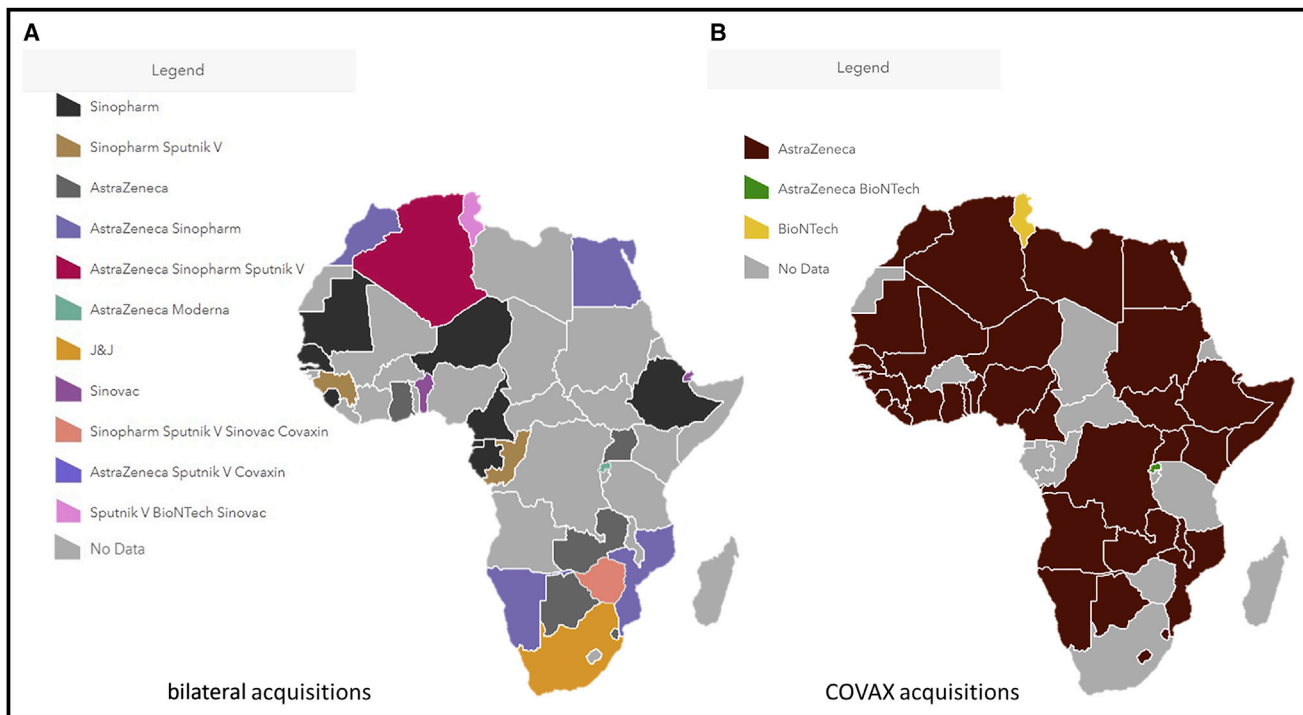 A
Legend
Sinopharm
Sinopharm Sputnik V
AstraZeneca
AstraZeneca Sinopharm
AstraZeneca Sinopharm Sputnik V
AstraZeneca Moderna
J&J
Sinovac
Sinopharm Sputnik V Sinovac Covaxin
AstraZeneca Sputnik V Covaxin
Sputnik V BioNTech Sinovac
No Data
bilateral acquisitions
B
Legend
AstraZeneca
AstraZeneca BioNTech
BioNTech
No Data
COVAX acquisitions